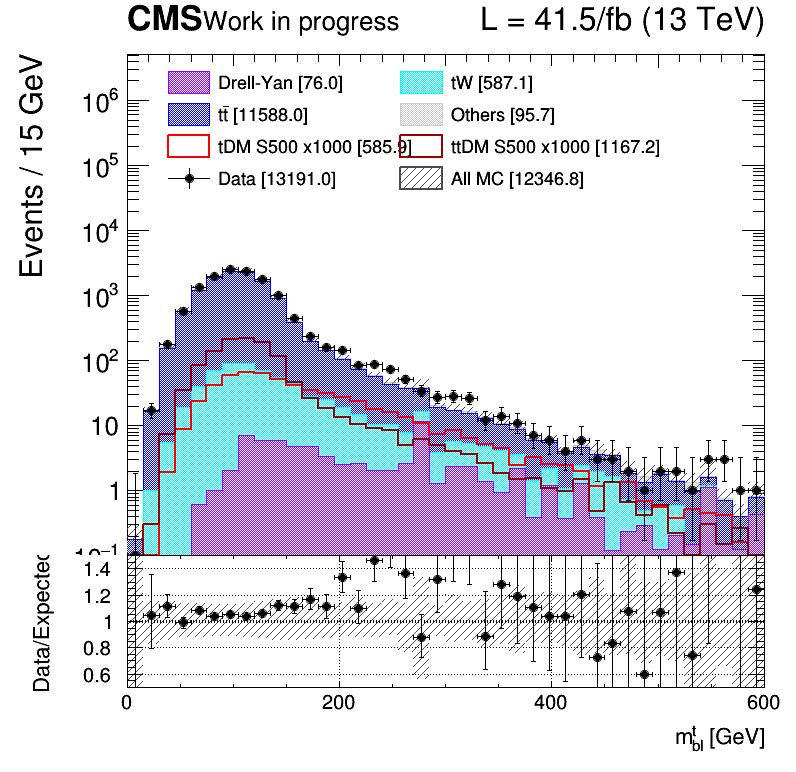 CMS Work in progress L = 41.5/fb (13 TeV)
Events / 15 GeV
Drell-Yan [76.0] tW [587.1]
tt̄ [11588.0] Others [95.7]
tDM S500 x1000 [585.9] ttDM S500 x1000 [1167.2]
Data [13191.0] All MC [12346.8]
10⁶
10⁵
10⁴
10³
10²
10
1
10⁻¹
Data/Expected
1.4
1.2
1
0.8
0.6
0 200 400 600
m^t_bl [GeV]